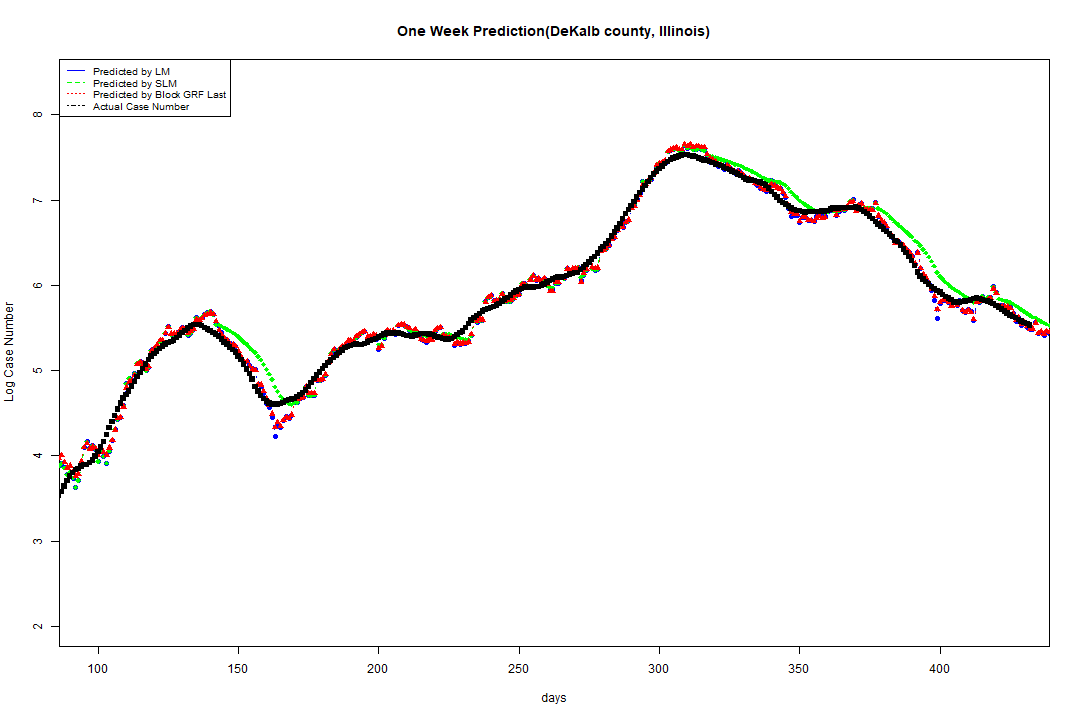 One Week Prediction(DeKalb county, Illinois)
Predicted by LM
Predicted by SLM
Predicted by Block GRF Last
Actual Case Number
Log Case Number
8
7
6
5
4
3
2
100 150 200 250 300 350 400
days